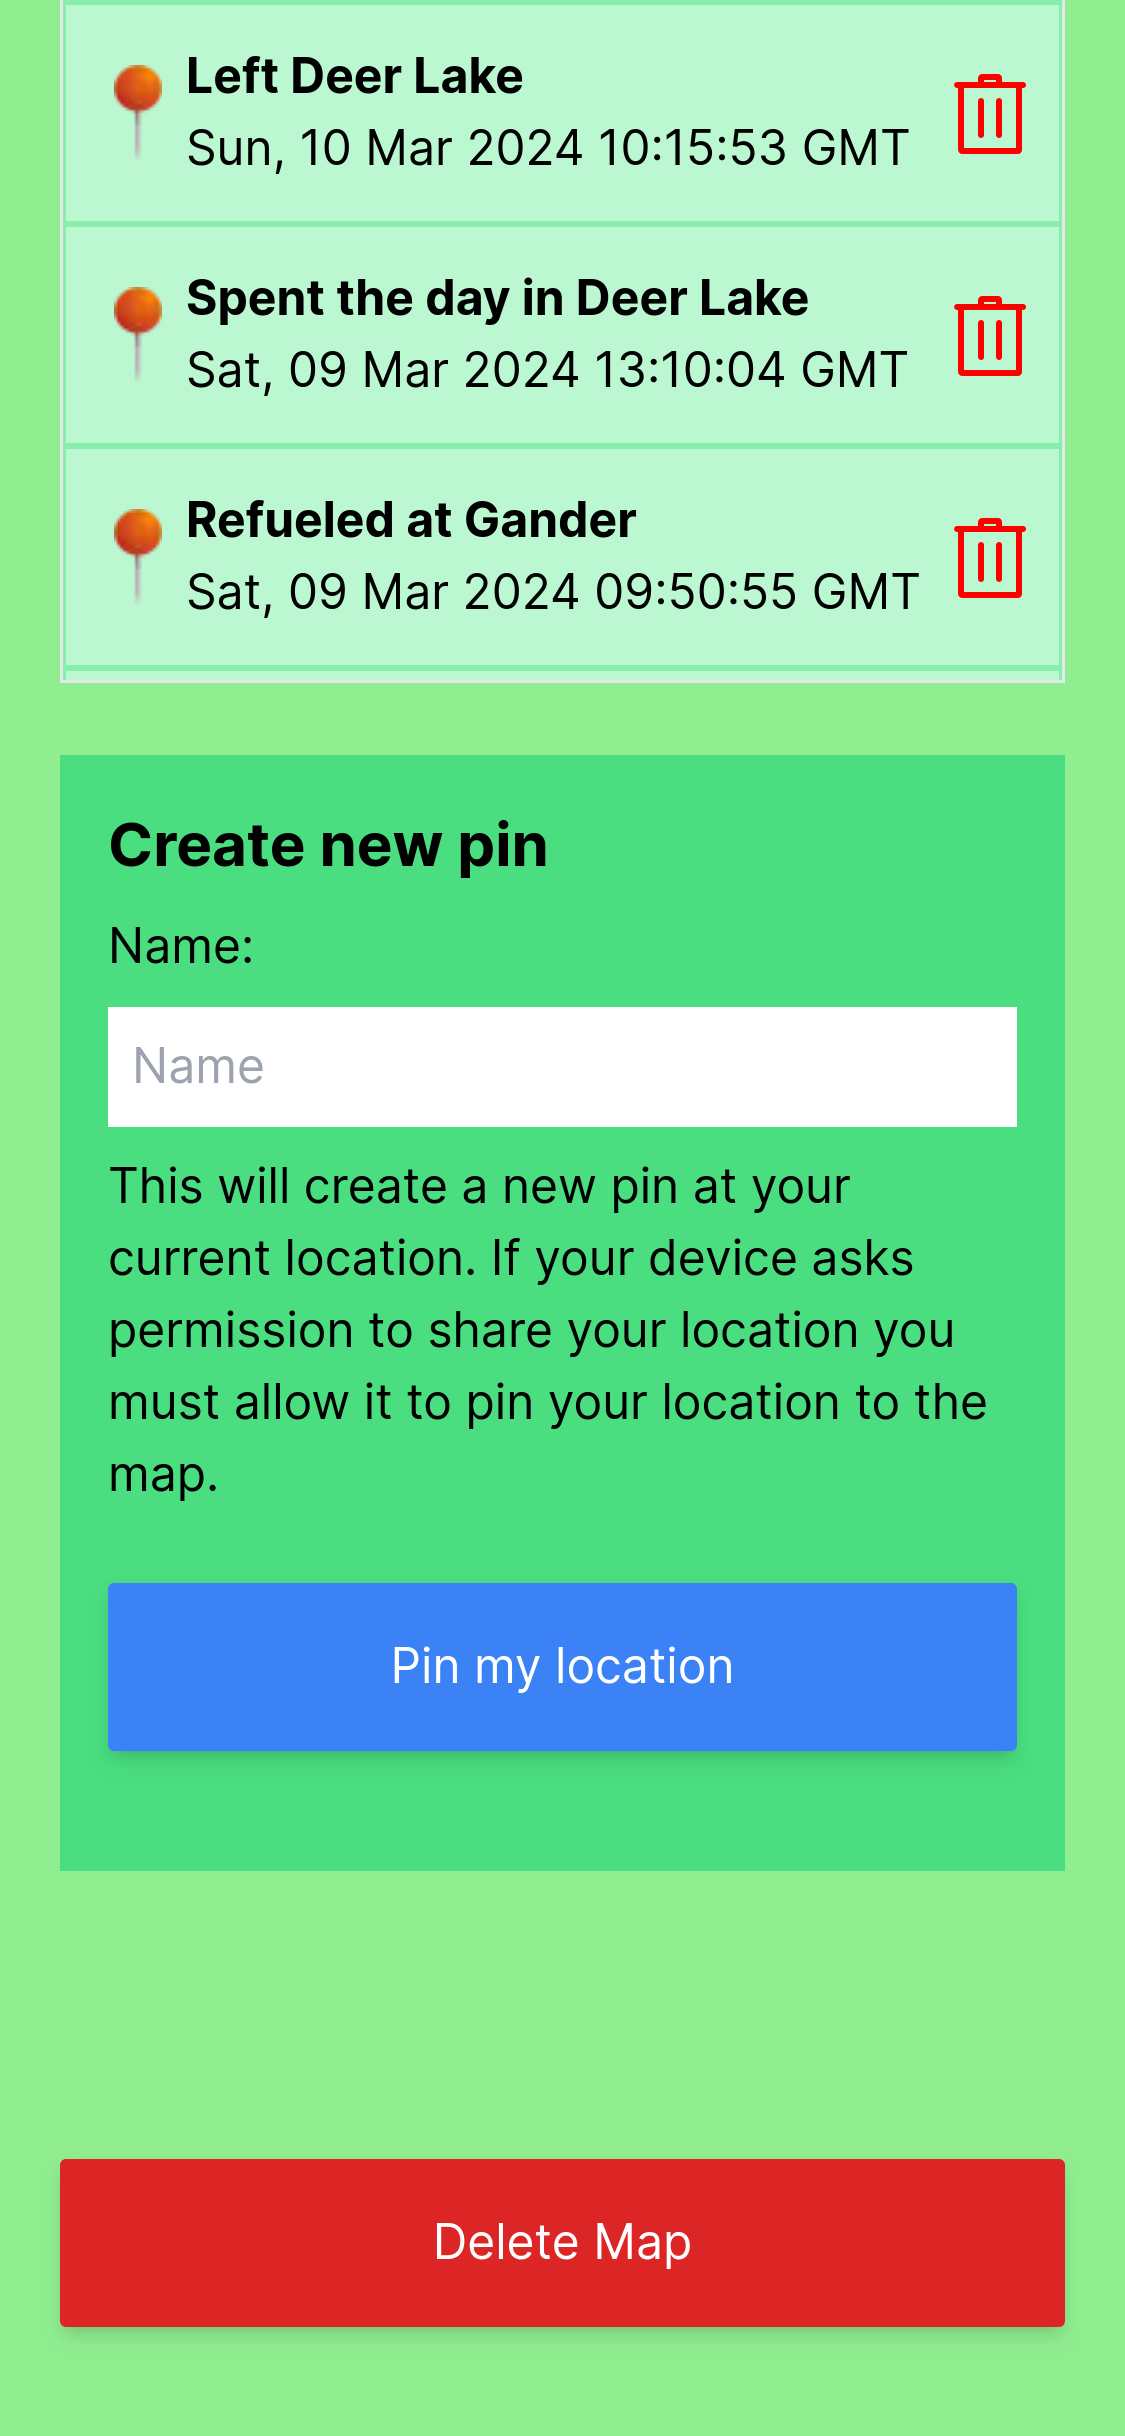 Left Deer Lake
Sun, 10 Mar 2024 10:15:53 GMT
Spent the day in Deer Lake
Sat, 09 Mar 2024 13:10:04 GMT
Refueled at Gander
Sat, 09 Mar 2024 09:50:55 GMT
Create new pin
Name:
Name
This will create a new pin at your
current location. If your device asks
permission to share your location you
must allow it to pin your location to the
map.
Pin my location
Delete Map